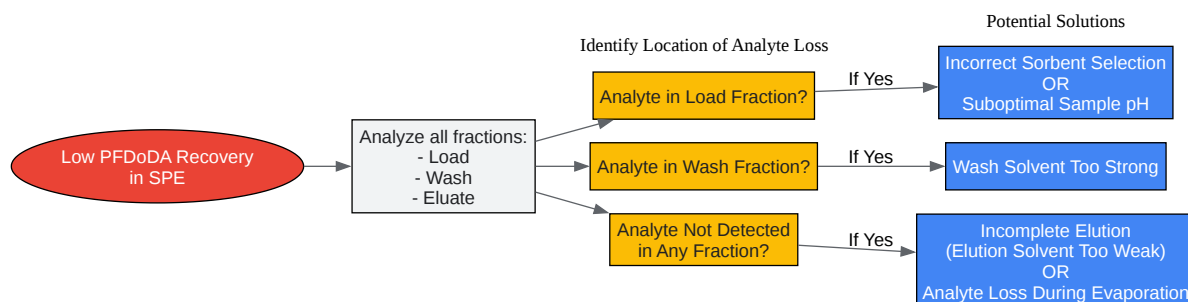 Potential Solutions
Identify Location of Analyte Loss
Low PFDoDA Recovery
in SPE
Analyze all fractions:
- Load
- Wash
- Eluate
Analyte in Load Fraction?
If Yes
Incorrect Sorbent Selection
OR
Suboptimal Sample pH
Analyte in Wash Fraction?
If Yes
Wash Solvent Too Strong
Analyte Not Detected
in Any Fraction?
If Yes
Incomplete Elution
(Elution Solvent Too Weak)
OR
Analyte Loss During Evaporation